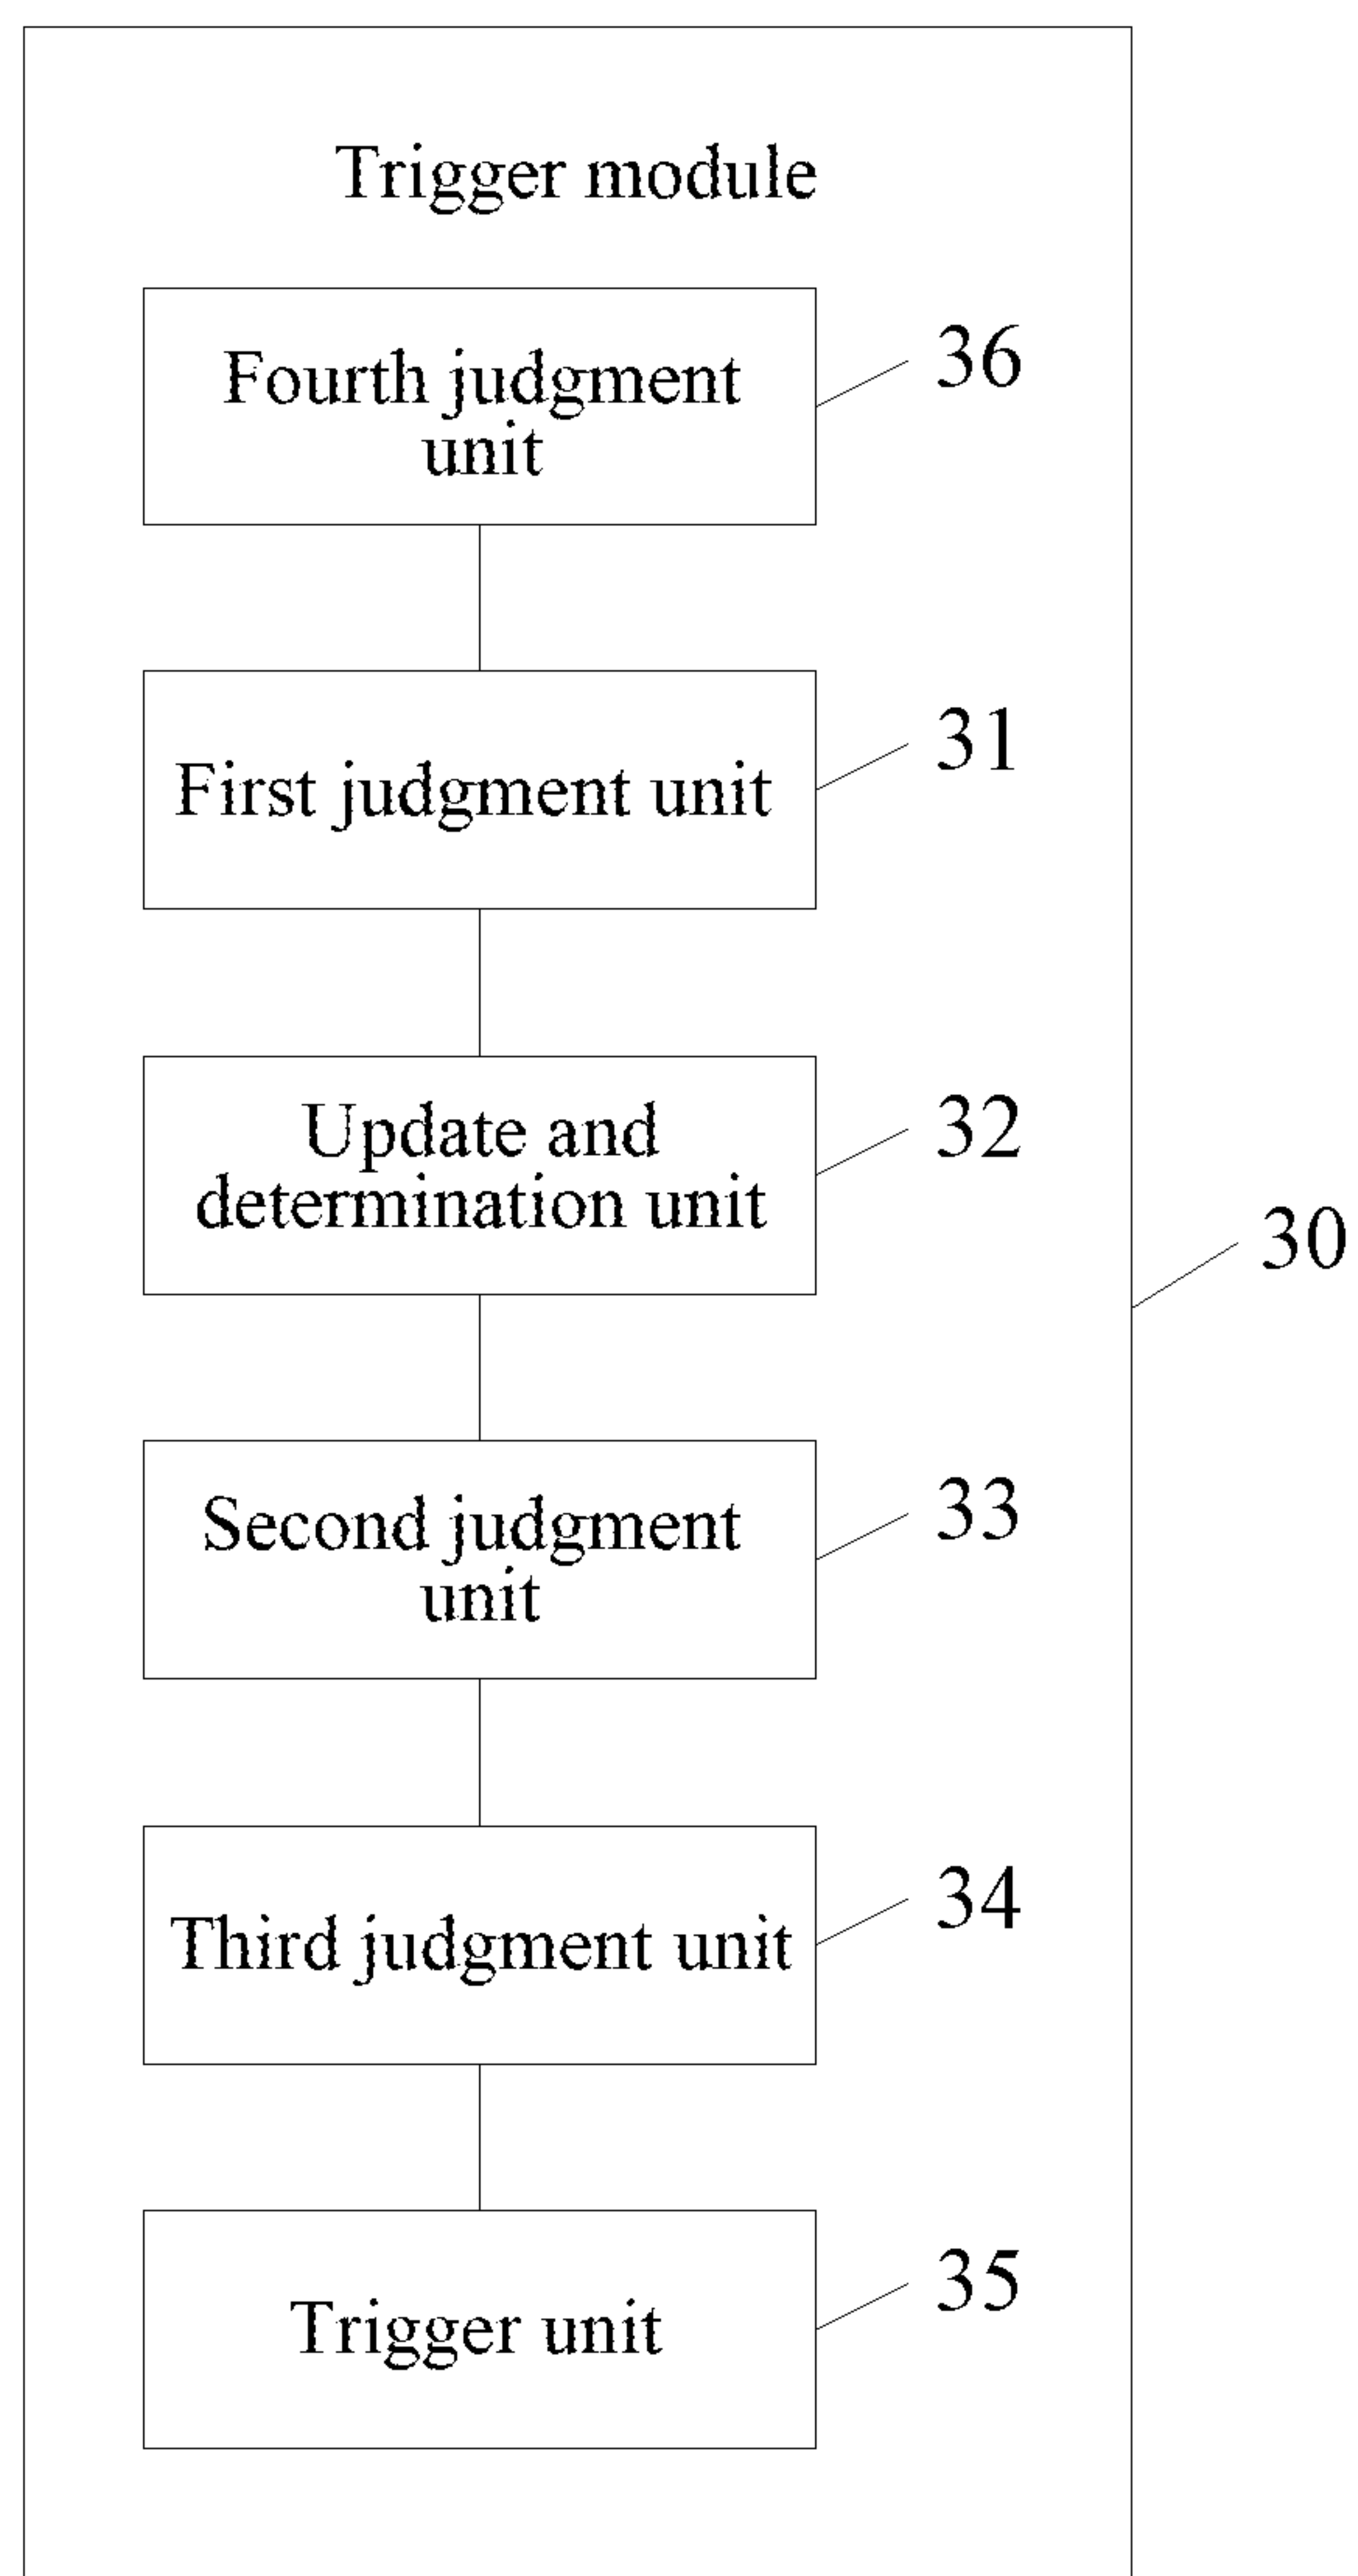 Trigger module
Fourth judgment
unit
36
First judgment unit
31
Update and
determination unit
32
30
Second judgment
unit
33
Third judgment unit
34
Trigger unit
35